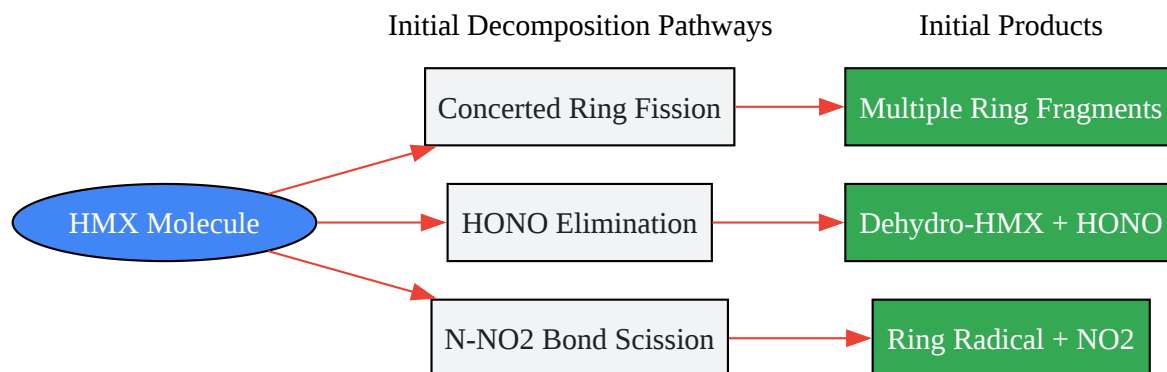 Initial Decomposition Pathways
Initial Products
Concerted Ring Fission
Multiple Ring Fragments
HMX Molecule
HONO Elimination
Dehydro-HMX + HONO
N-NO2 Bond Scission
Ring Radical + NO2